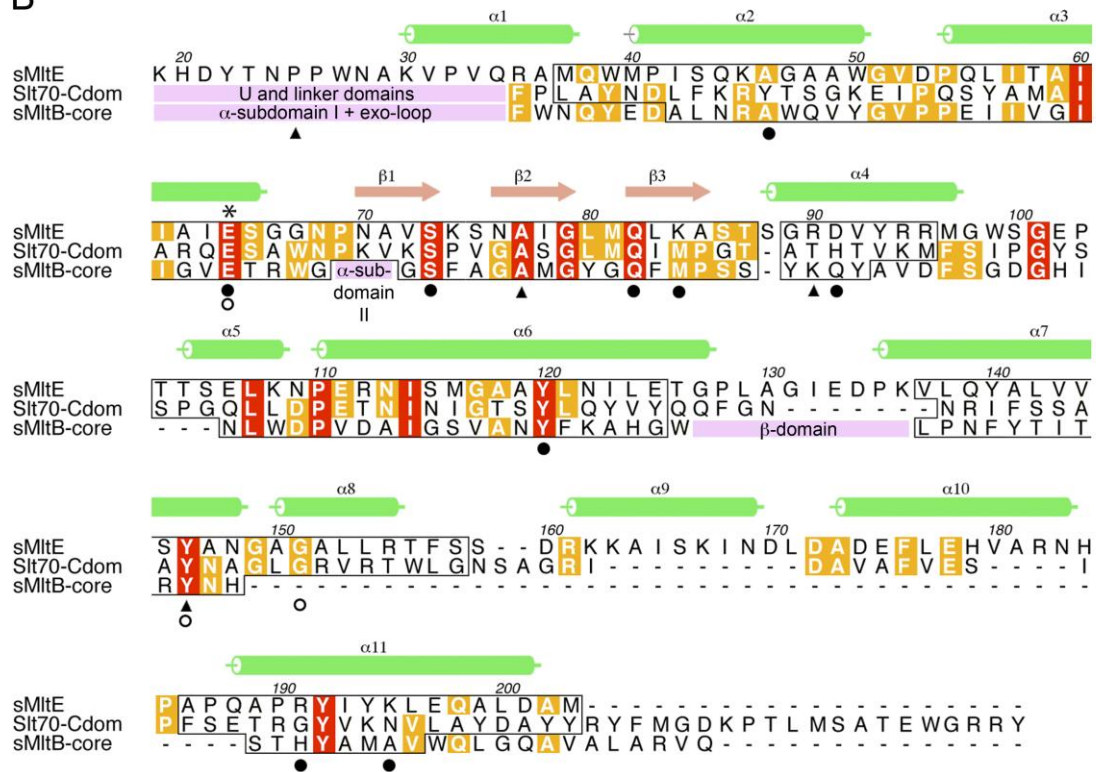 B
α1 α2 α3
20 30 40 50 60
sMltE K H D Y T N P P W N A K V P V Q R A M Q W M P I S Q K A G A A W G V D P Q L I T A I
Slt70-Cdom U and linker domains F P L A Y N D L F K R Y T S G K E I P Q S Y A M A I
sMltB-core α-subdomain I + exo-loop F W N Q Y E D A L N R A W Q V Y G V P P E I I V G I
β1 β2 β3 α4
*
70 80 90 100
sMltE I A I E S G G N P N A V S K S N A I G L M Q L K A S T S G R D V Y R R M G W S G E P
Slt70-Cdom A R Q E S A W N P K V K S P V G A S G L M Q I M P G T - A T H T V K M F S I P G Y S
sMltB-core I G V E T R W G α-sub- G S F A G A M G Y G Q F M P S S - Y K Q Y A V D F S G D G H I
domain
II
α5 α6 α7
110 120 130 140
sMltE T T S E L K N P E R N I S M G A A Y L N I L E T G P L A G I E D P K V L Q Y A L V V
Slt70-Cdom S P G Q L L D P E T N I N I G T S Y L Q Y V Y Q Q F G N - - - - - - - N R I F S S A
sMltB-core - - - N L W D P V D A I G S V A N Y F K A H G W β-domain L P N F Y T I T
α8 α9 α10
150 160 170 180
sMltE S Y A N G A G A L L R T F S S - - D R K K A I S K I N D L D A D E F L E H V A R N H
Slt70-Cdom A Y N A G L G R V R T W L G N S A G R I - - - - - - - - - D A V A F V E S - - - - I
sMltB-core R Y N H - - - - - - - - - - - - - - - - - - - - - - - - - - - - - - - - - - - - - -
α11
190 200
sMltE P A P Q A P R Y I Y K L E Q A L D A M - - - - - - - - - - - - - - - - - - - -
Slt70-Cdom P F S E T R G Y V K N V L A Y D A Y Y R Y F M G D K P T L M S A T E W G R R Y
sMltB-core - - - - S T H Y A M A V W Q L G Q A V A L A R V Q - - - - - - - - - - - - - -